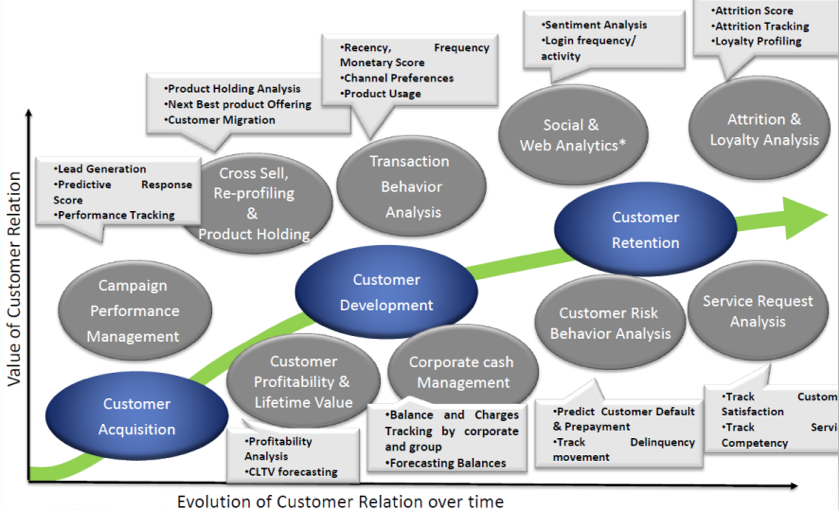 Value of Customer Relation
Evolution of Customer Relation over time
•Lead Generation
•Predictive Response
Score
•Performance Tracking
Campaign
Performance
Management
Customer
Acquisition
•Product Holding Analysis
•Next Best product Offering
•Customer Migration
Cross Sell,
Re-profiling
&
Product Holding
•Recency, Frequency
Monetary Score
•Channel Preferences
•Product Usage
Transaction
Behavior
Analysis
Customer
Development
Customer
Profitability &
Lifetime Value
•Profitability
Analysis
•CLTV forecasting
Corporate cash
Management
•Balance and Charges
Tracking by corporate
and group
•Forecasting Balances
•Sentiment Analysis
•Login frequency/
activity
Social &
Web Analytics*
Customer
Retention
Customer Risk
Behavior Analysis
•Predict Customer Default
& Prepayment
•Track Delinquency
movement
•Attrition Score
•Attrition Tracking
•Loyalty Profiling
Attrition &
Loyalty Analysis
Service Request
Analysis
•Track Custom
Satisfaction
•Track Servi
Competency